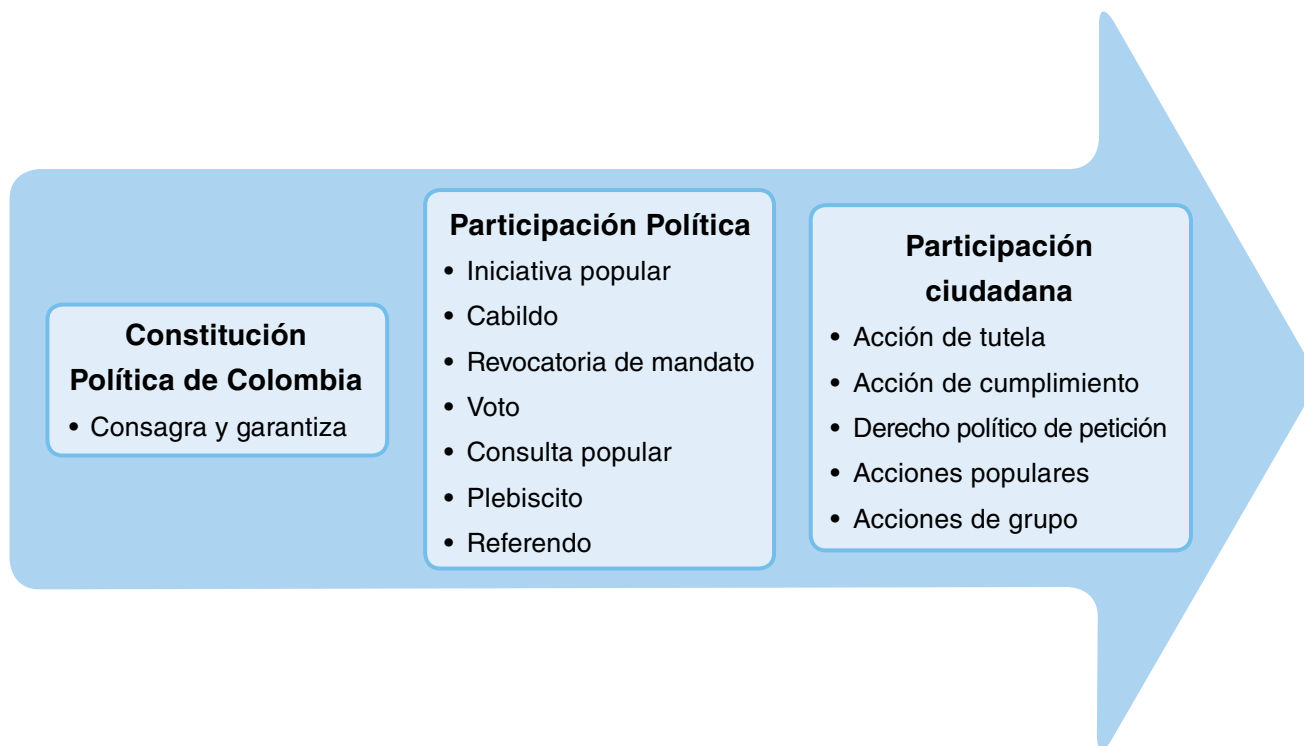 Constitución
Política de Colombia
• Consagra y garantiza
Participación Política
• Iniciativa popular
• Cabildo
• Revocatoria de mandato
• Voto
• Consulta popular
• Plebiscito
• Referendo
Participación
ciudadana
• Acción de tutela
• Acción de cumplimiento
• Derecho político de petición
• Acciones populares
• Acciones de grupo